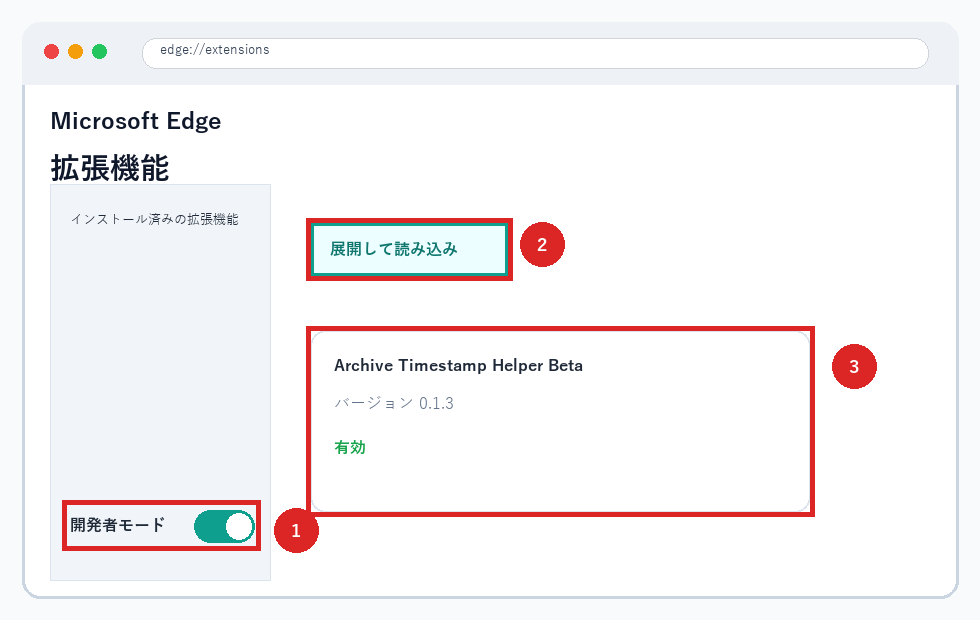 edge://extensions
Microsoft Edge
拡張機能
インストール済みの拡張機能
展開して読み込み
2
Archive Timestamp Helper Beta
3
バージョン 0.1.3
有効
開発者モード
1